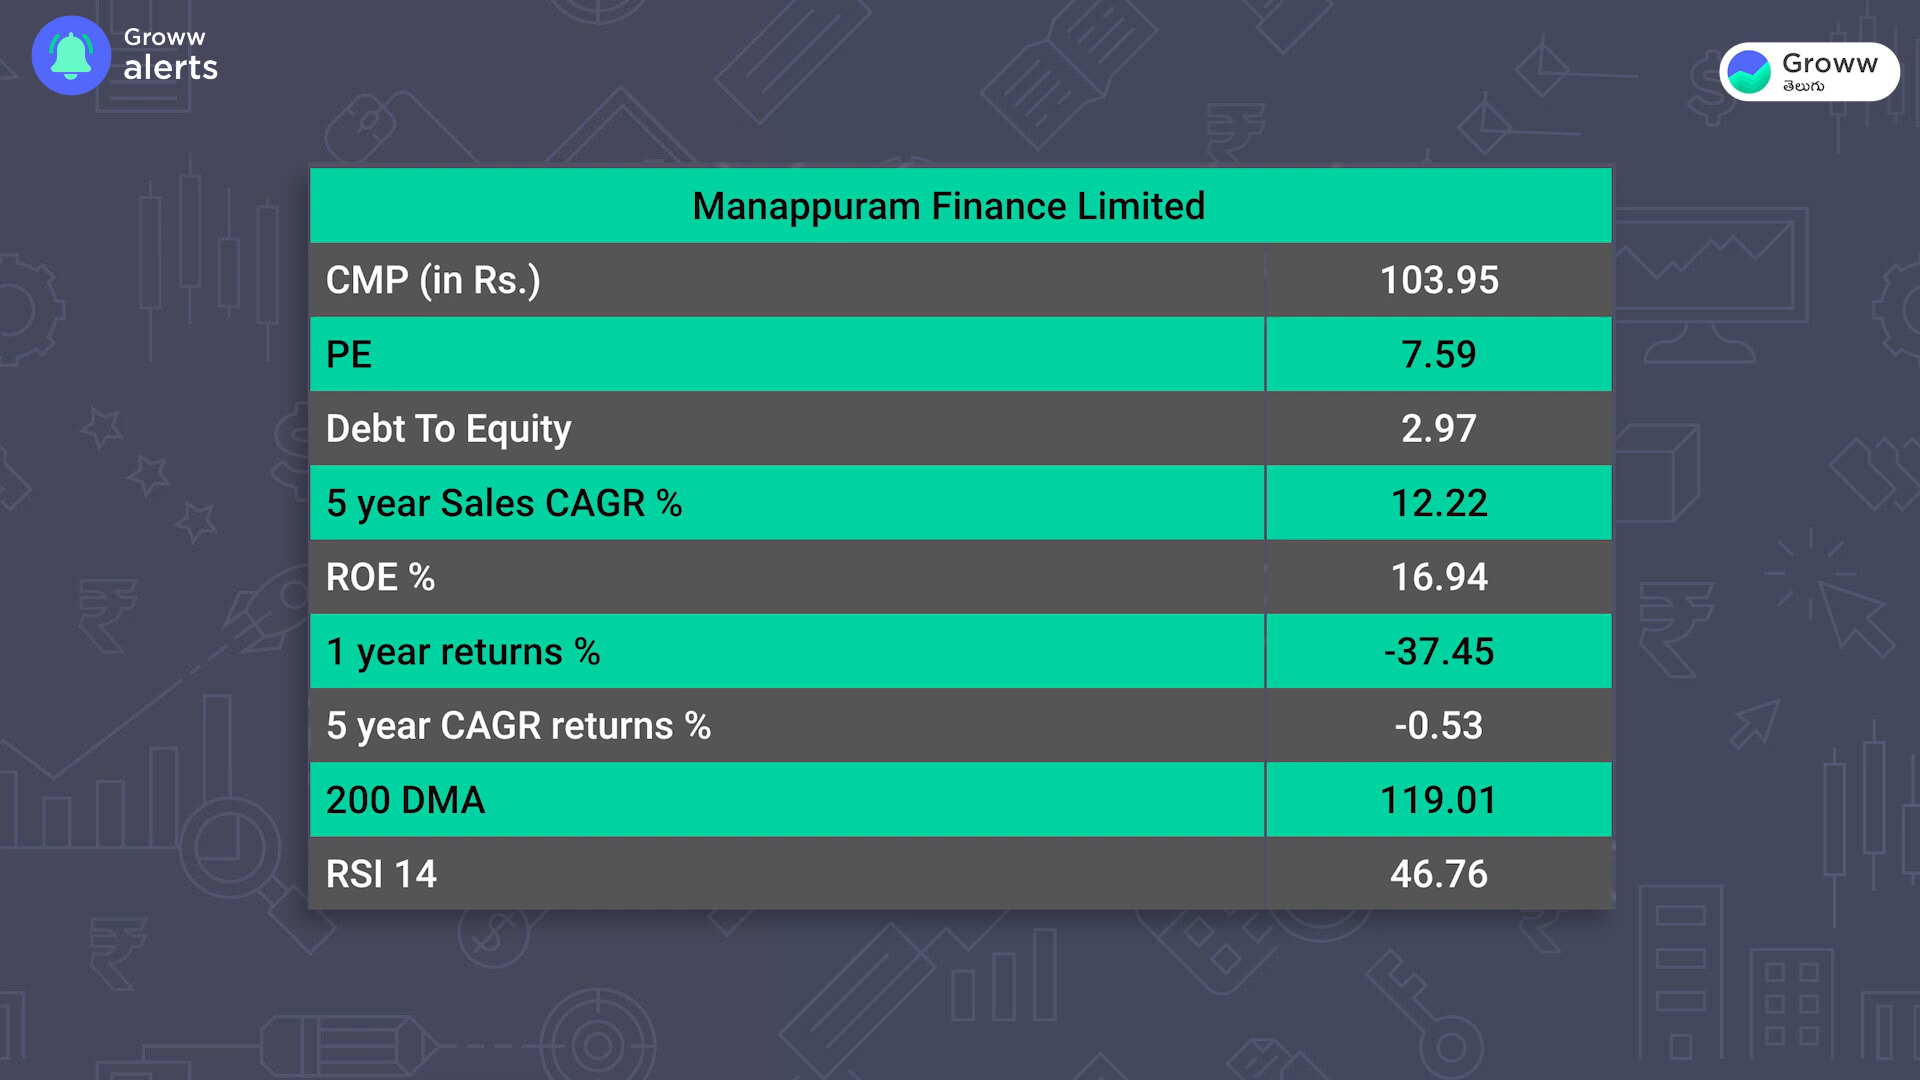 Groww
alerts
Groww
తెలుగు
Manappuram Finance Limited
CMP (in Rs.) 103.95
PE 7.59
Debt To Equity 2.97
5 year Sales CAGR % 12.22
ROE % 16.94
1 year returns % -37.45
5 year CAGR returns % -0.53
200 DMA 119.01
RSI 14 46.76